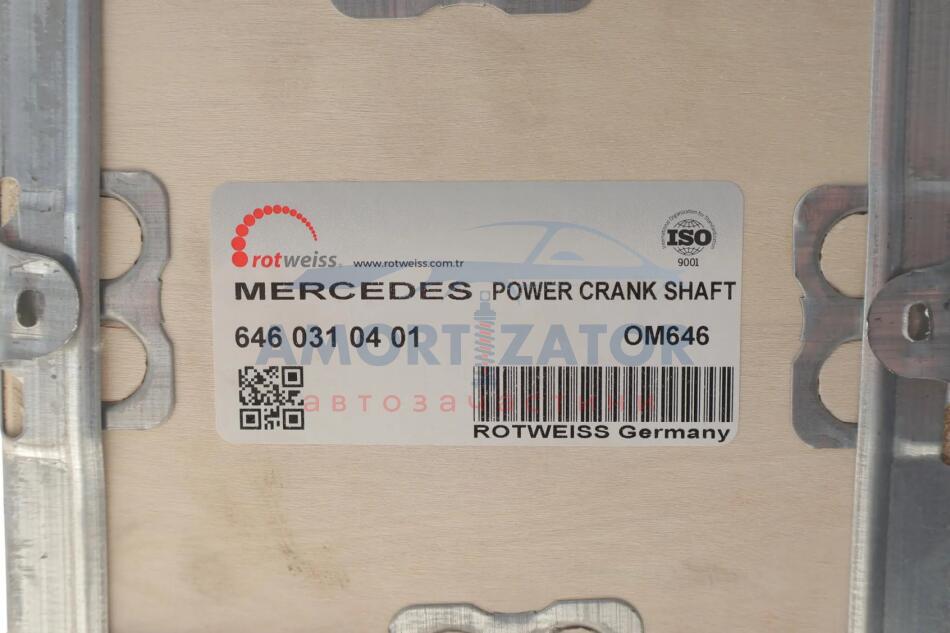 ISO
9001
rotweiss. www.rotweiss.com.tr
MERCEDES POWER CRANK SHAFT
646 031 04 01 OM646
AMORTIZATOR
автозачастини
ROTWEISS Germany